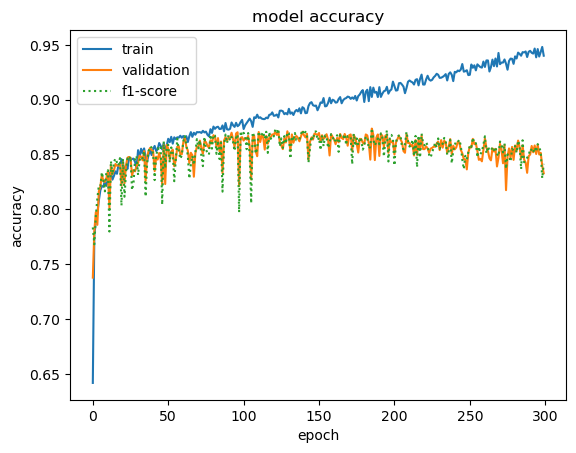 model accuracy
train
validation
f1-score
0.95
0.90
0.85
0.80
0.75
0.70
0.65
accuracy
0 50 100 150 200 250 300
epoch